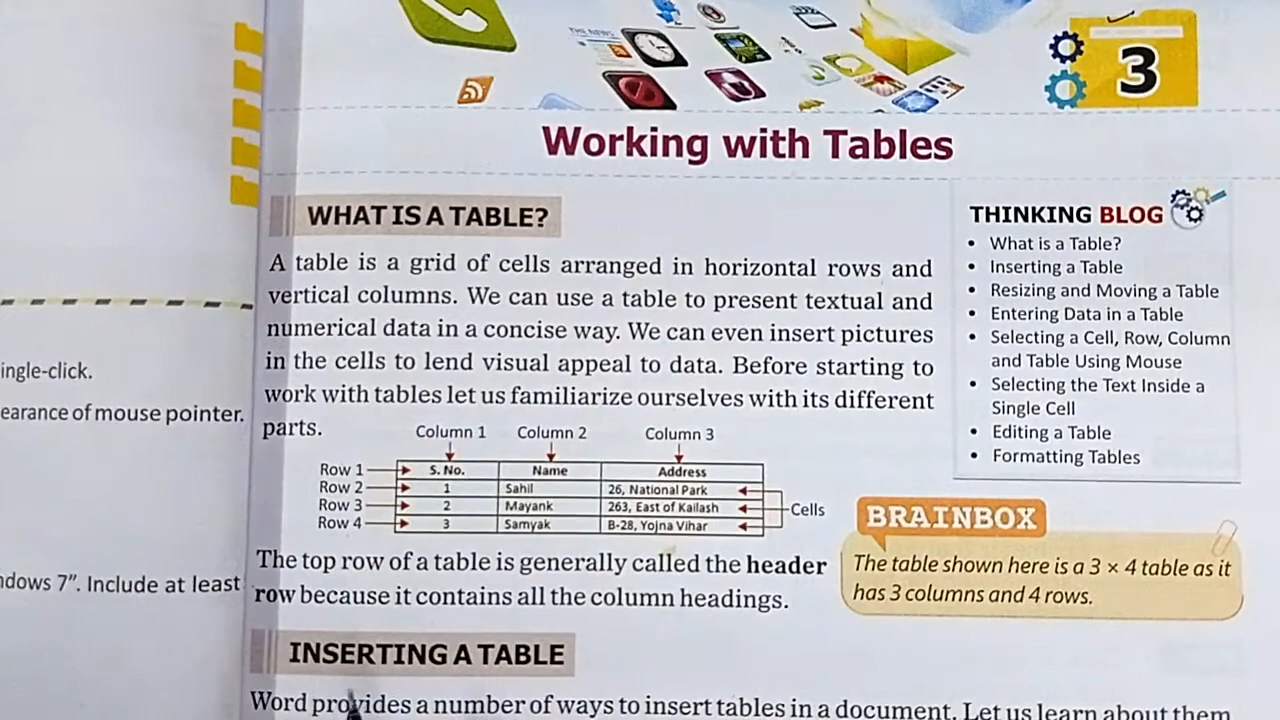 THE NEWS
3
Working with Tables
WHAT IS A TABLE?
A table is a grid of cells arranged in horizontal rows and
vertical columns. We can use a table to present textual and
numerical data in a concise way. We can even insert pictures
in the cells to lend visual appeal to data. Before starting to
work with tables let us familiarize ourselves with its different
parts.
Column 1 Column 2 Column 3
Row 1 S. No. Name Address
Row 2 1 Sahil 26, National Park
Row 3 2 Mayank 263, East of Kailash
Row 4 3 Samyak B-28, Yojna Vihar
Cells
The top row of a table is generally called the header
row because it contains all the column headings.
INSERTING A TABLE
Word provides a number of ways to insert tables in a document. Let us learn about them
THINKING BLOG
• What is a Table?
• Inserting a Table
• Resizing and Moving a Table
• Entering Data in a Table
• Selecting a Cell, Row, Column
and Table Using Mouse
• Selecting the Text Inside a
Single Cell
• Editing a Table
• Formatting Tables
BRAINBOX
The table shown here is a 3 × 4 table as it
has 3 columns and 4 rows.
ingle-click.
earance of mouse pointer.
ndows 7". Include at least